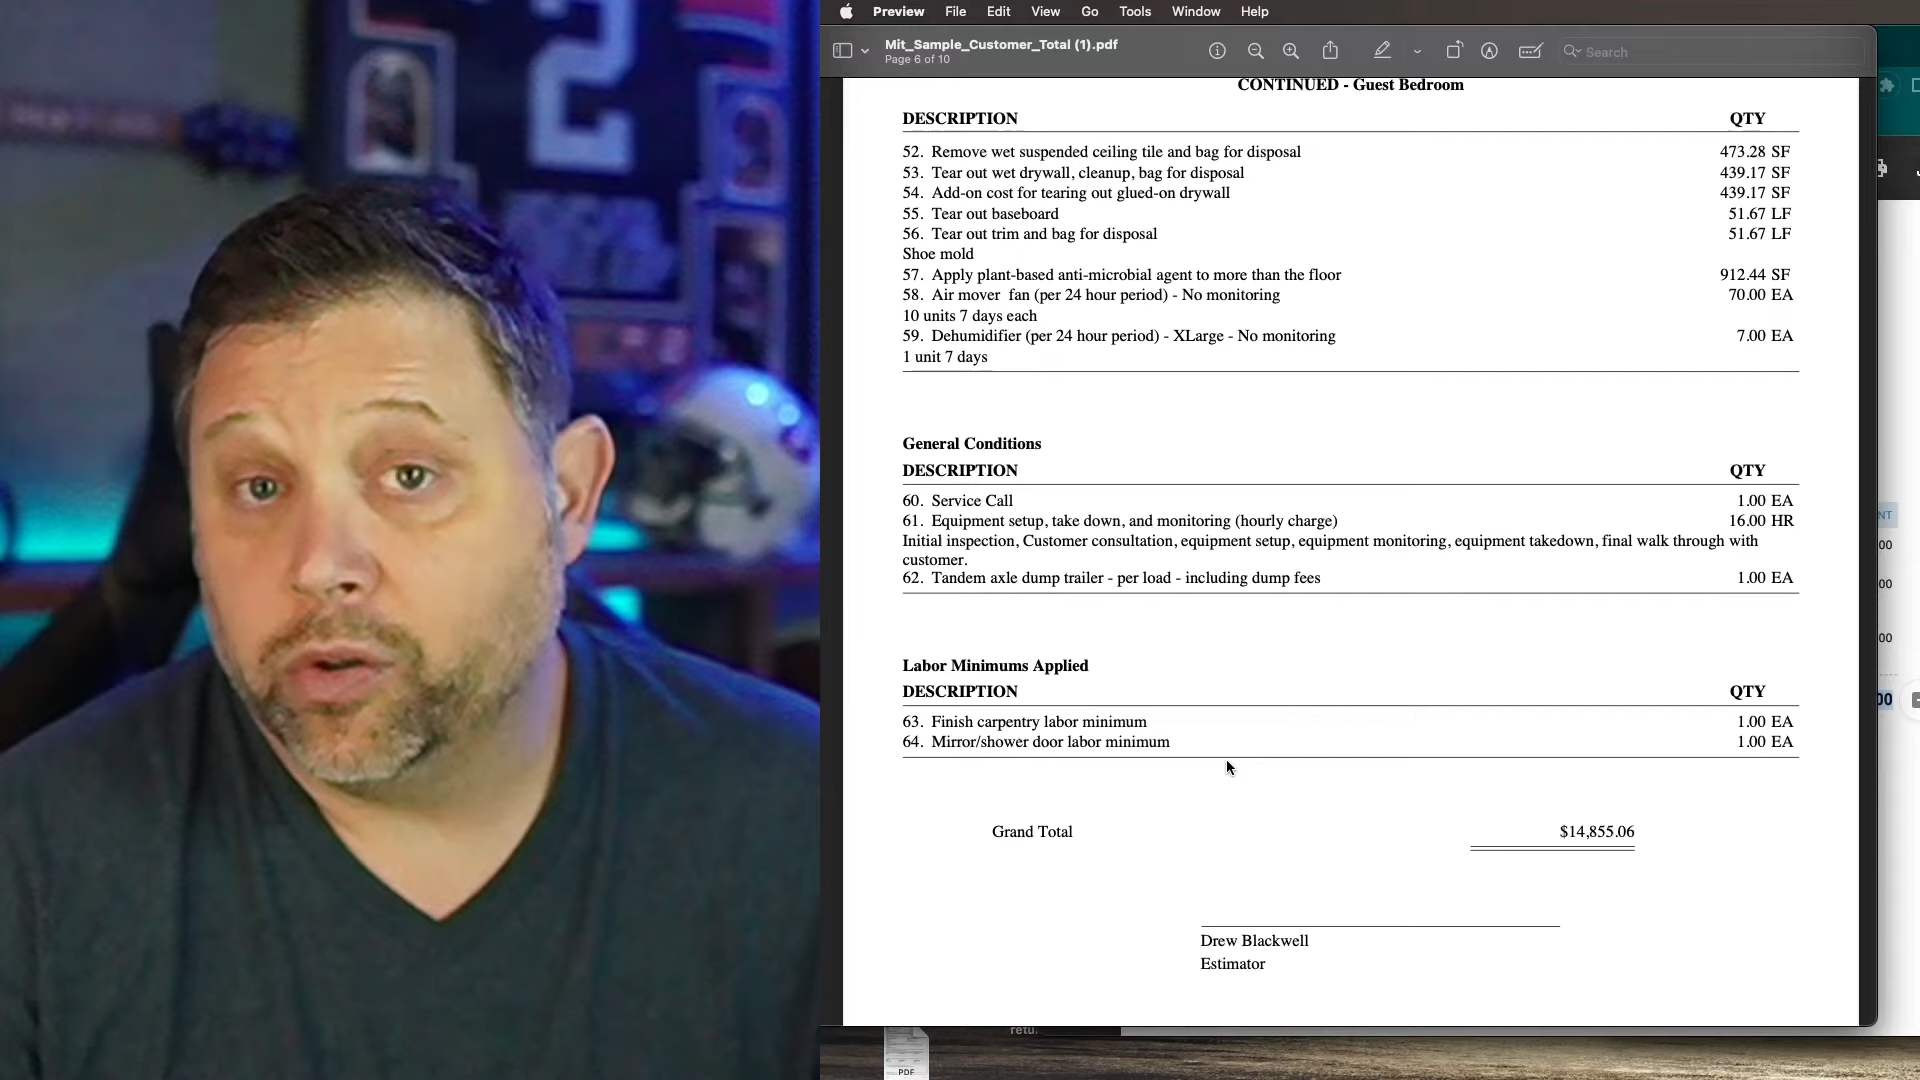 2
Preview File Edit View Go Tools Window Help
Mit_Sample_Customer_Total (1).pdf
Page 6 of 10
Search
CONTINUED - Guest Bedroom
DESCRIPTION QTY
52. Remove wet suspended ceiling tile and bag for disposal 473.28 SF
53. Tear out wet drywall, cleanup, bag for disposal 439.17 SF
54. Add-on cost for tearing out glued-on drywall 439.17 SF
55. Tear out baseboard 51.67 LF
56. Tear out trim and bag for disposal 51.67 LF
Shoe mold
57. Apply plant-based anti-microbial agent to more than the floor 912.44 SF
58. Air mover fan (per 24 hour period) - No monitoring 70.00 EA
10 units 7 days each
59. Dehumidifier (per 24 hour period) - XLarge - No monitoring 7.00 EA
1 unit 7 days
General Conditions
DESCRIPTION QTY
60. Service Call 1.00 EA
61. Equipment setup, take down, and monitoring (hourly charge) 16.00 HR
Initial inspection, Customer consultation, equipment setup, equipment monitoring, equipment takedown, final walk through with
customer.
62. Tandem axle dump trailer - per load - including dump fees 1.00 EA
Labor Minimums Applied
DESCRIPTION QTY
63. Finish carpentry labor minimum 1.00 EA
64. Mirror/shower door labor minimum 1.00 EA
Grand Total $14,855.06
Drew Blackwell
Estimator
NT
00
00
00
00
PDF